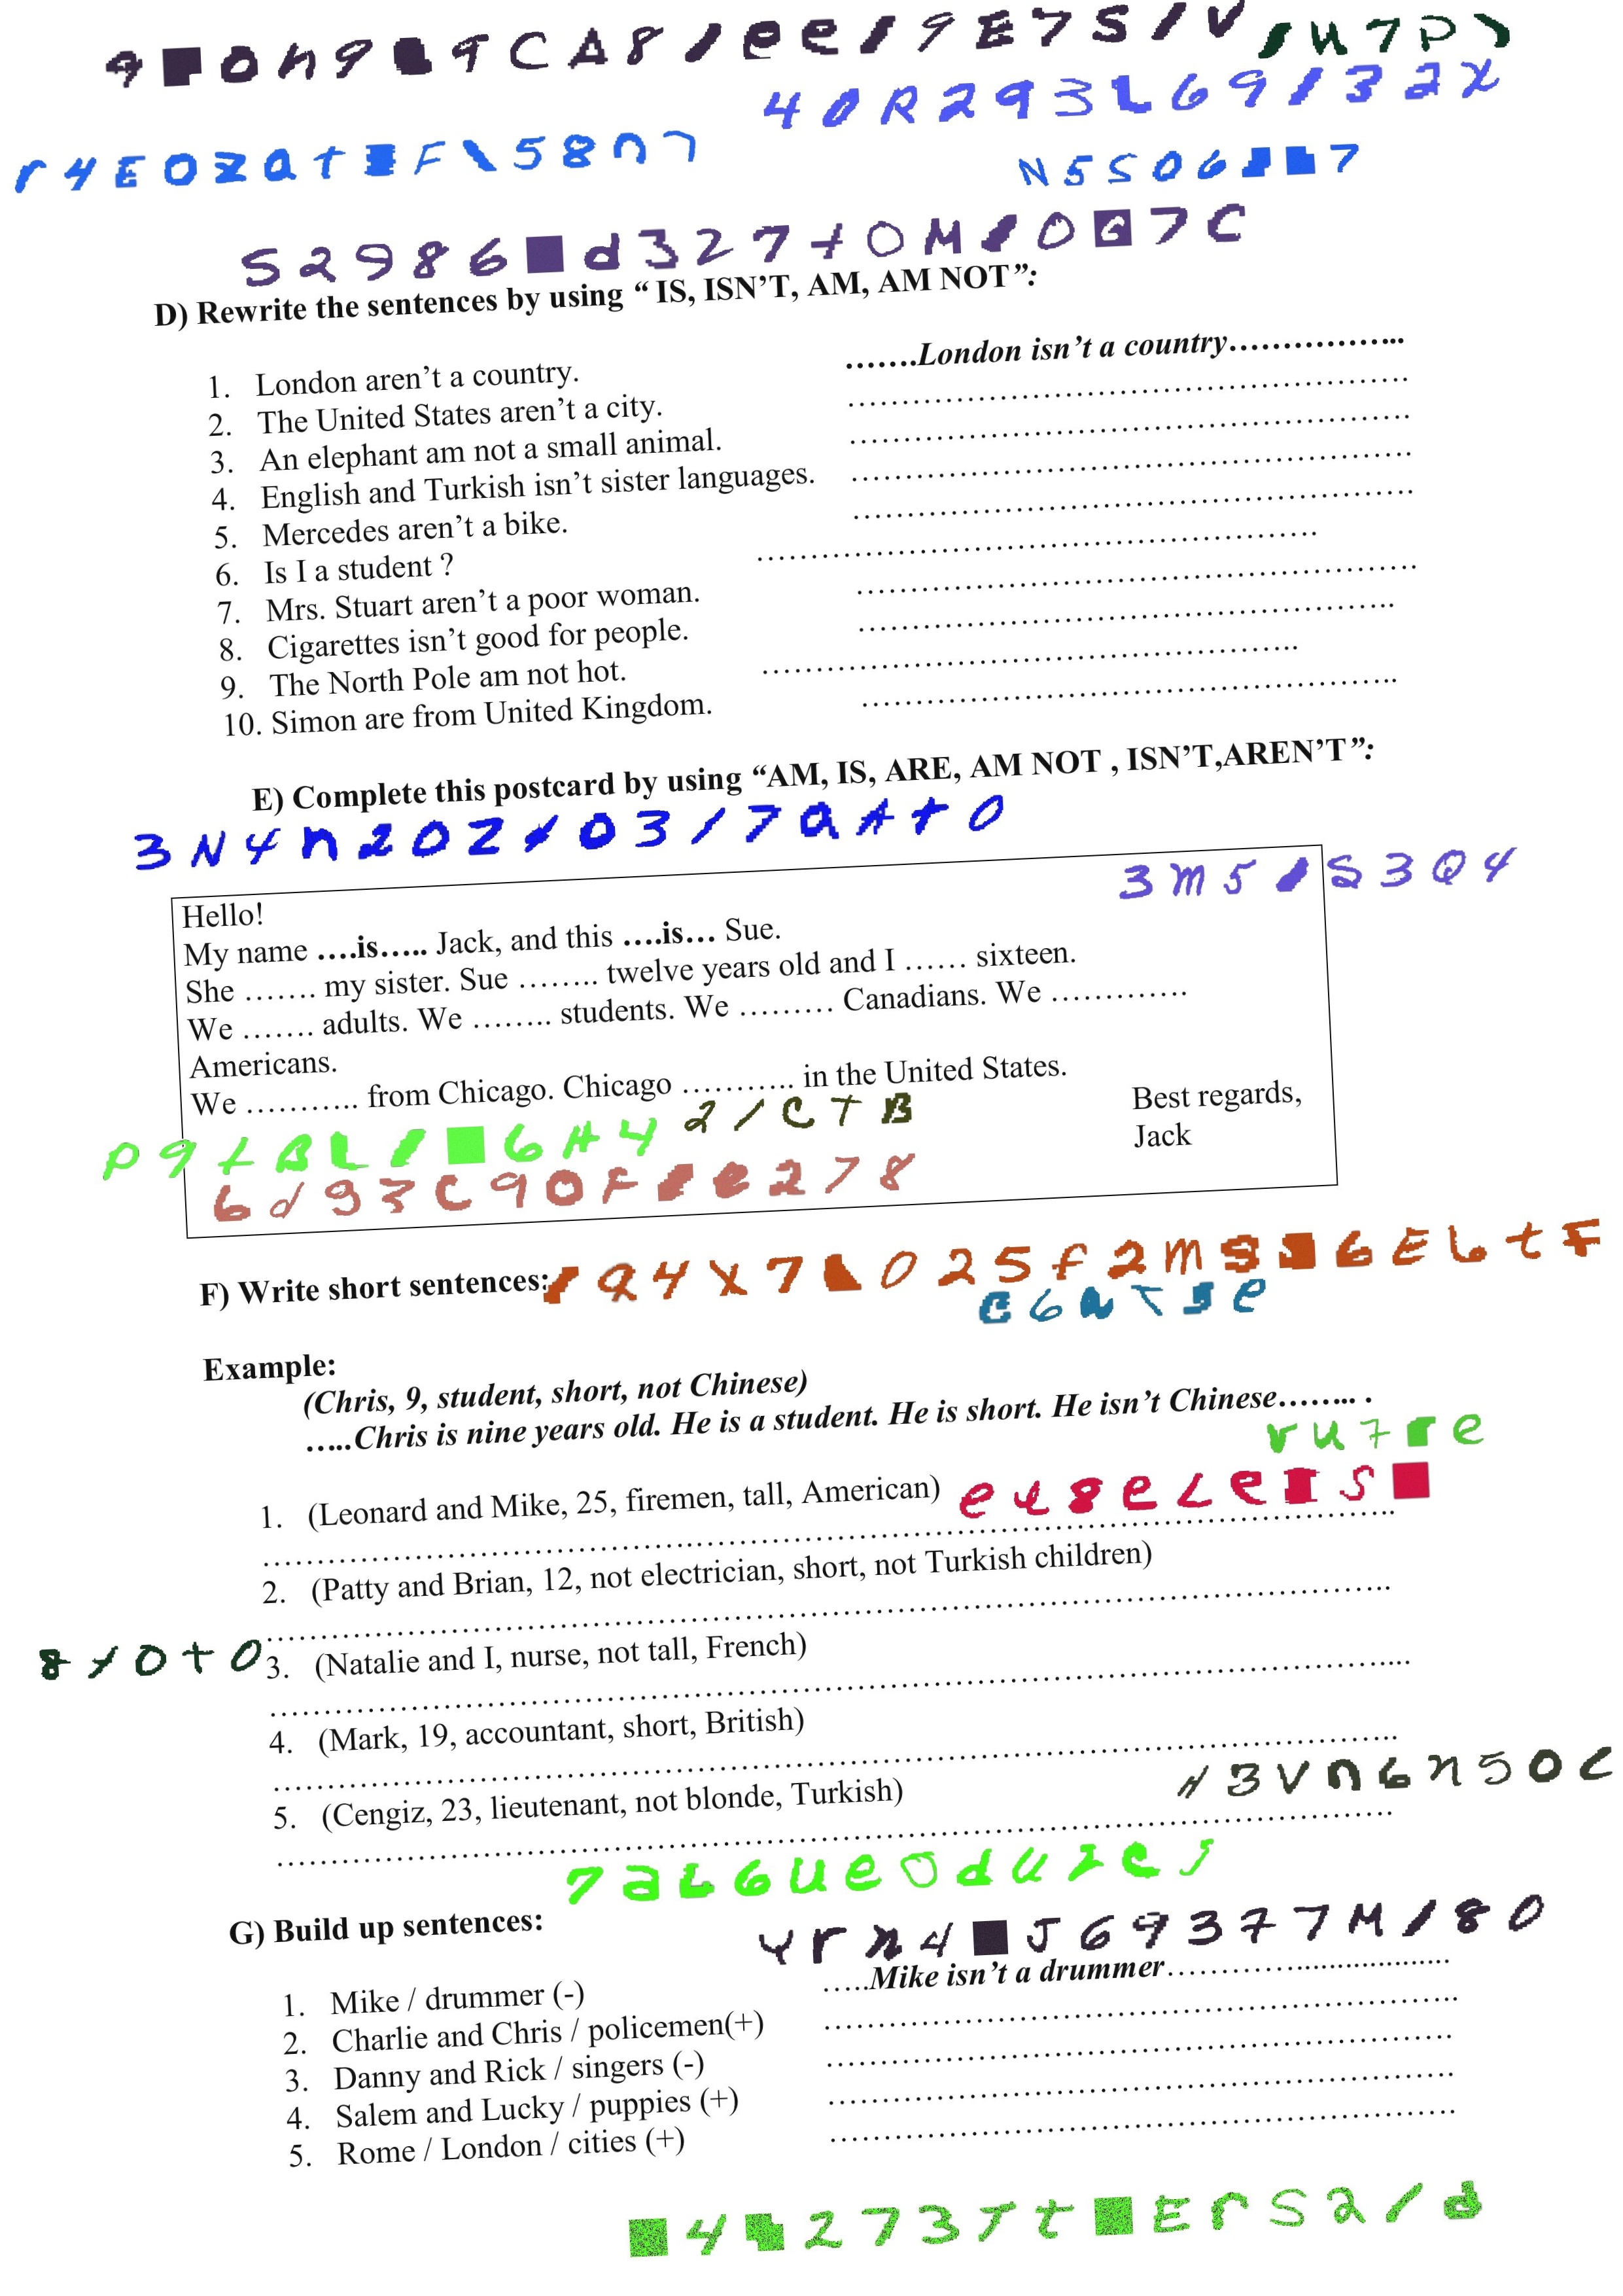 D) Rewrite the sentences by using “ IS, ISN’T, AM, AM NOT”:
1. London aren’t a country. …….London isn’t a country……………..
2. The United States aren’t a city. ……………………………………………
3. An elephant am not a small animal. ……………………………………………
4. English and Turkish isn’t sister languages. ……………………………………………
5. Mercedes aren’t a bike. ……………………………………………
6. Is I a student ? ……………………………………………
7. Mrs. Stuart aren’t a poor woman. ……………………………………………
8. Cigarettes isn’t good for people. …………………………………………..
9. The North Pole am not hot. …………………………………………..
10. Simon are from United Kingdom. …………………………………………..
E) Complete this postcard by using “AM, IS, ARE, AM NOT , ISN’T,AREN’T”:
Hello!
My name ….is….. Jack, and this ….is… Sue.
She ……. my sister. Sue …….. twelve years old and I …… sixteen.
We ……. adults. We …….. students. We ……… Canadians. We ………….
Americans.
We ……….. from Chicago. Chicago ……….. in the United States.
Best regards,
Jack
F) Write short sentences:
Example:
(Chris, 9, student, short, not Chinese)
…..Chris is nine years old. He is a student. He is short. He isn’t Chinese…….. .
1. (Leonard and Mike, 25, firemen, tall, American)
…………………………………………………………………………………………..
2. (Patty and Brian, 12, not electrician, short, not Turkish children)
…………………………………………………………………………………………..
3. (Natalie and I, nurse, not tall, French)
…………………………………………………………………………………………....
4. (Mark, 19, accountant, short, British)
…………………………………………………………………………………………..
5. (Cengiz, 23, lieutenant, not blonde, Turkish)
………………………………………………………………………………………….
G) Build up sentences:
1. Mike / drummer (-) …..Mike isn’t a drummer…………..................
2. Charlie and Chris / policemen(+) …………………………………………………..
3. Danny and Rick / singers (-) ………………………………………………….
4. Salem and Lucky / puppies (+) ………………………………………………….
5. Rome / London / cities (+) ………………………………………………….